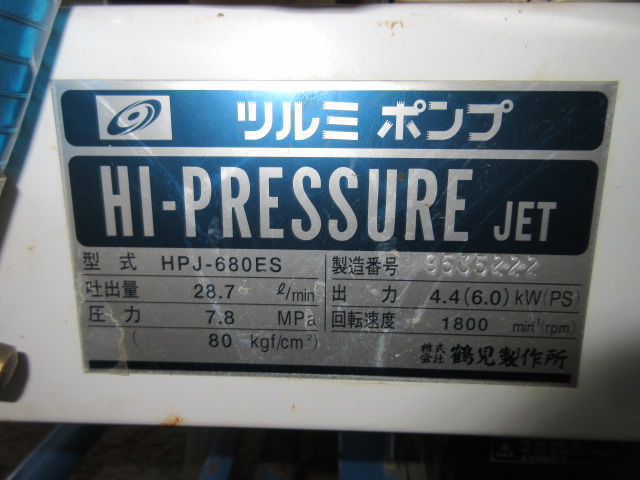 ツルミ ポンプ
HI-PRESSURE JET
型式 HPJ-680ES 製造番号 9535222
吐出量 28.7 ℓ/min 出力 4.4(6.0) kW(PS)
圧力 7.8 MPa 回転速度 1800 min⁻¹(rpm)
( 80 kgf/cm²)
株式会社 鶴見製作所